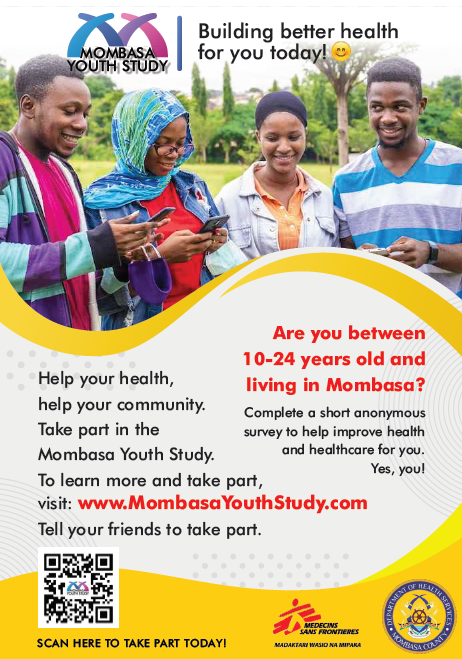 MOMBASA
YOUTH STUDY
Building better health
for you today!😊
Are you between
10-24 years old and
living in Mombasa?
Complete a short anonymous
survey to help improve health
and healthcare for you.
Yes, you!
Help your health,
help your community.
Take part in the
Mombasa Youth Study.
To learn more and take part,
visit: www.MombasaYouthStudy.com
Tell your friends to take part.
YOUTH STUDY
SCAN HERE TO TAKE PART TODAY!
MEDECINS
SANS FRONTIERES
MADAKTARI WASIO NA MIPAKA
DEPARTMENT OF HEALTH SERVICES
MOMBASA COUNTY